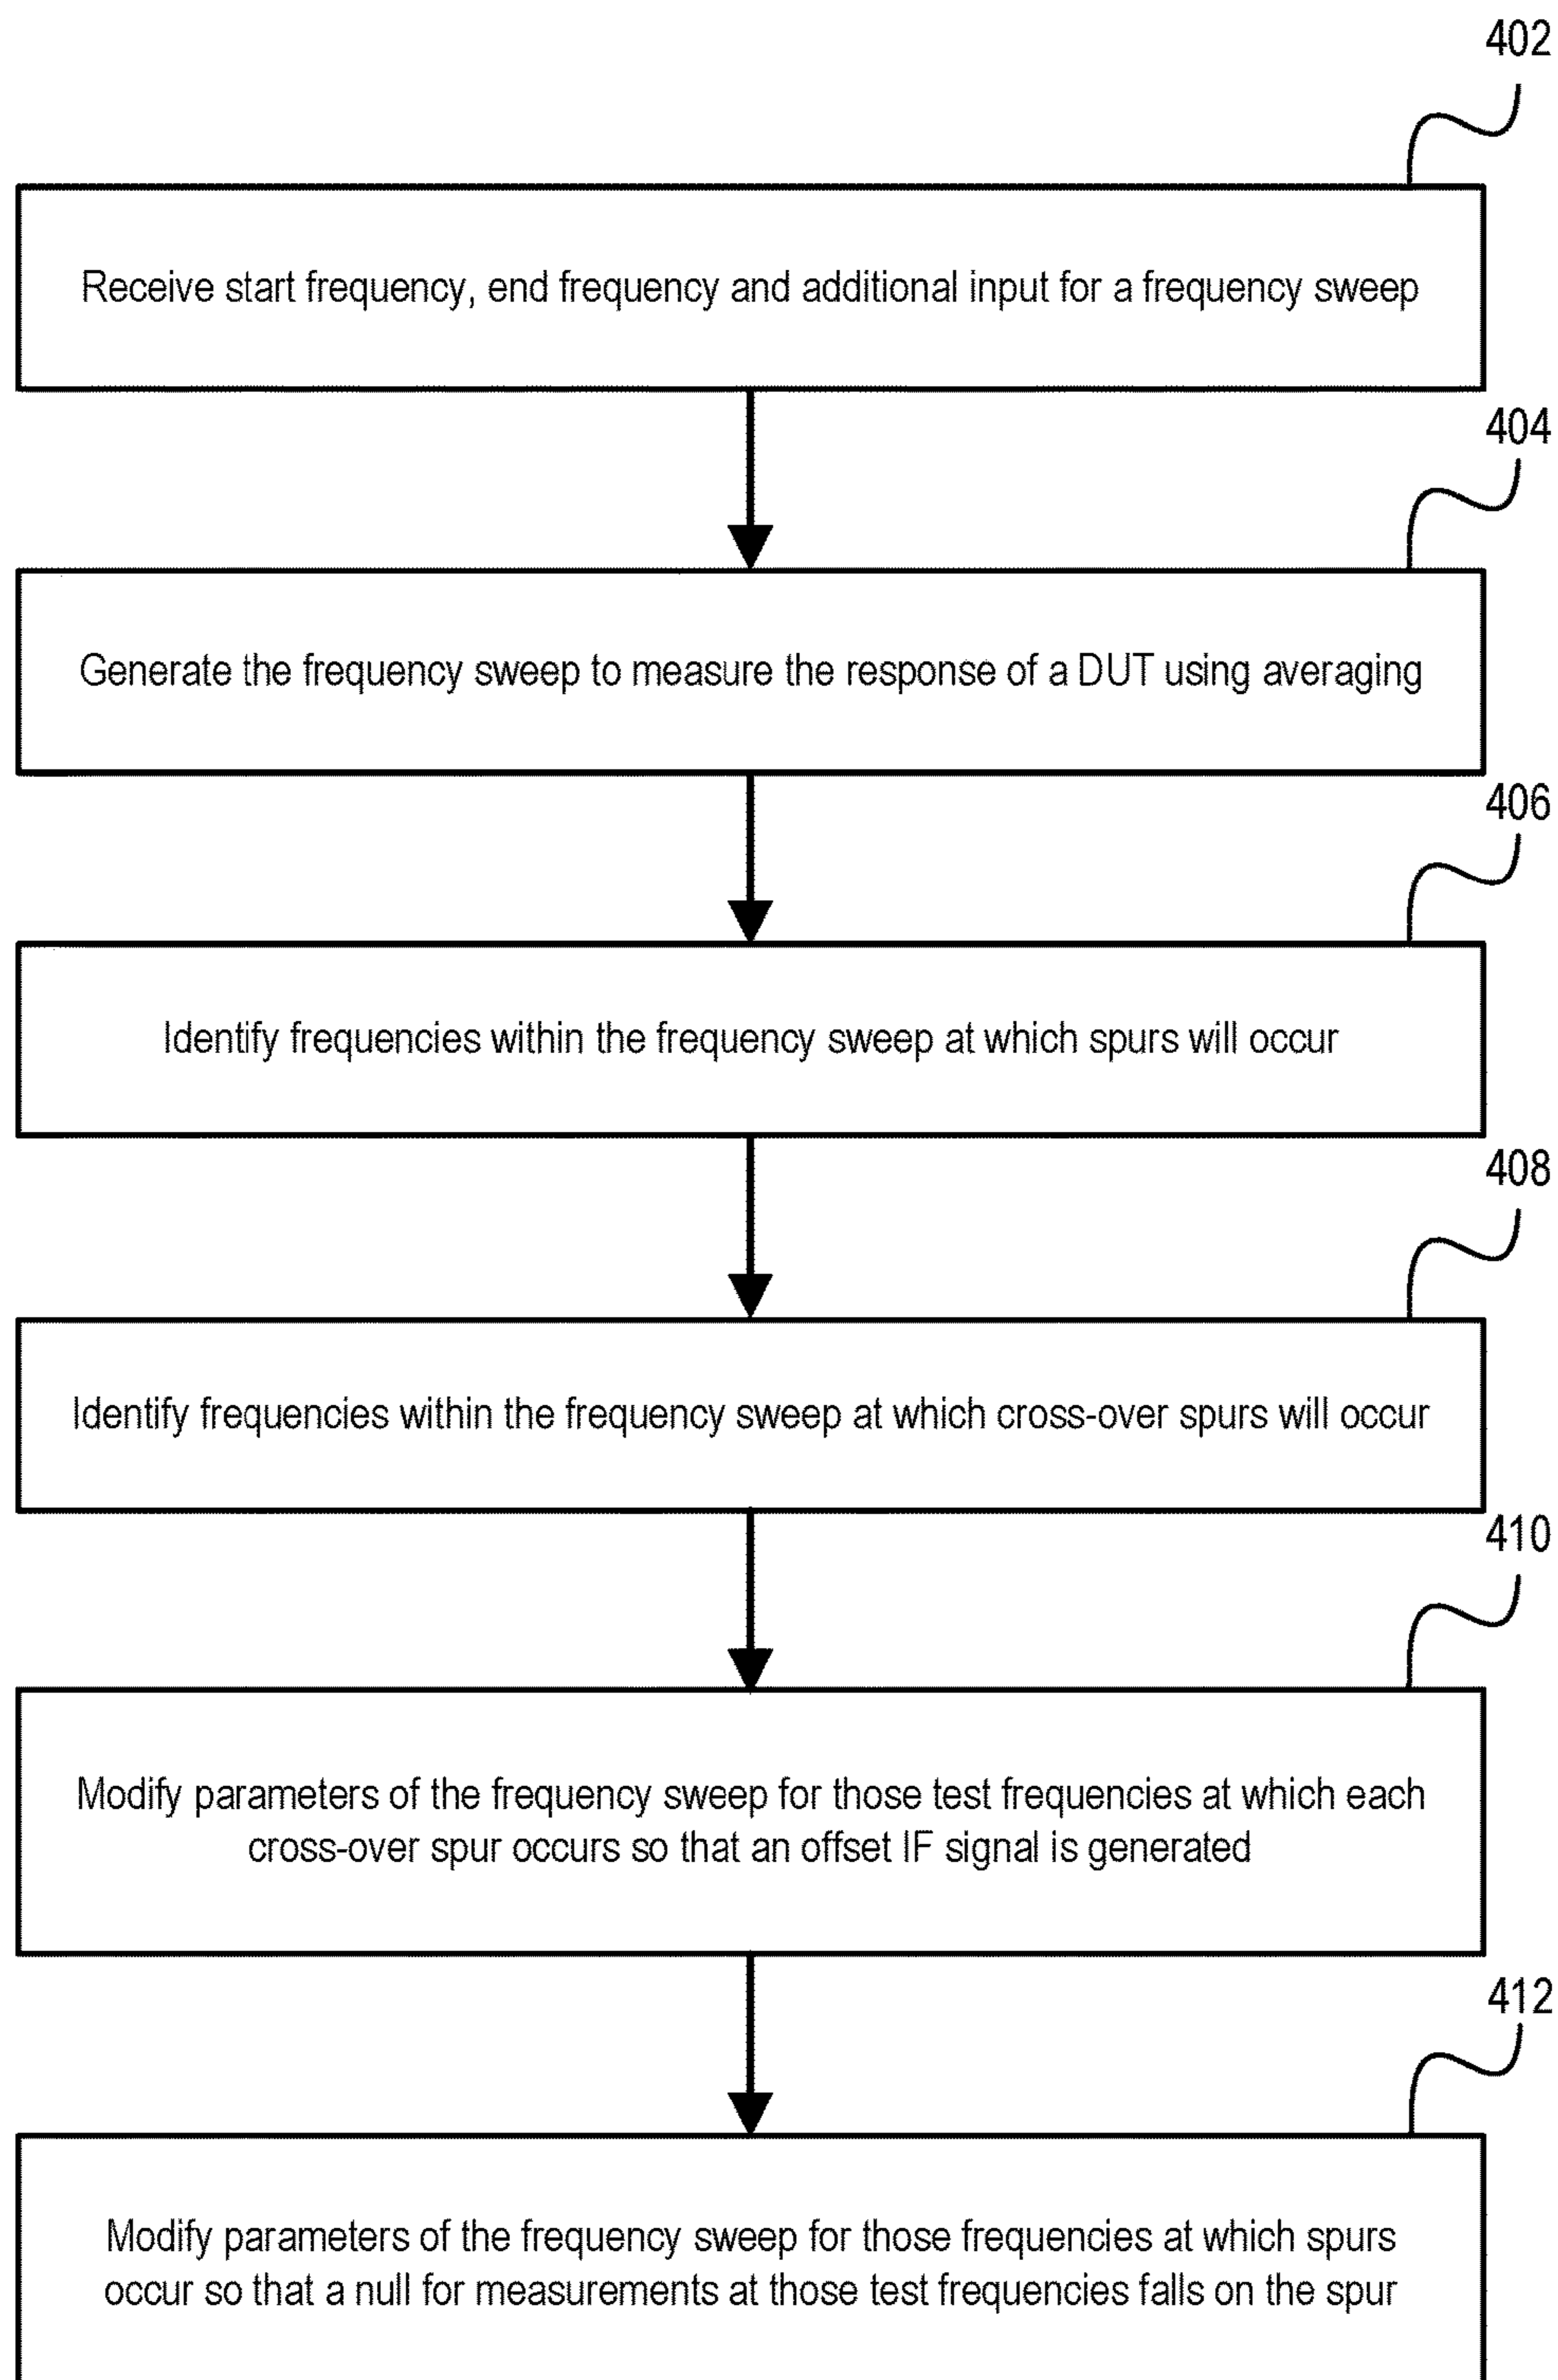 402
Receive start frequency, end frequency and additional input for a frequency sweep
404
Generate the frequency sweep to measure the response of a DUT using averaging
406
Identify frequencies within the frequency sweep at which spurs will occur
408
Identify frequencies within the frequency sweep at which cross-over spurs will occur
410
Modify parameters of the frequency sweep for those test frequencies at which each
cross-over spur occurs so that an offset IF signal is generated
412
Modify parameters of the frequency sweep for those frequencies at which spurs
occur so that a null for measurements at those test frequencies falls on the spur